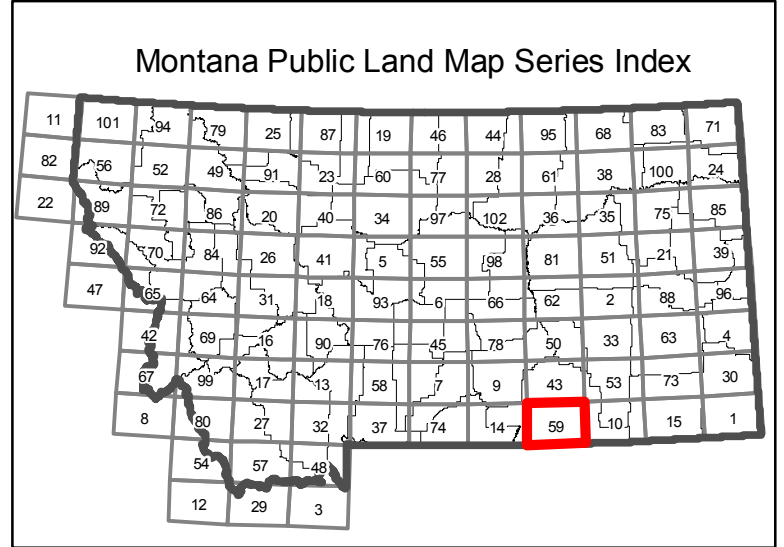 Montana Public Land Map Series Index
11 101 94 79 25 87 19 46 44 95 68 83 71
82 56 52 49 91 23 60 77 28 61 38 100 24
22 89 72 86 20 40 34 97 102 36 35 75 85
92 70 84 26 41 5 55 98 81 51 21 39
47 65 64 31 18 93 6 66 62 2 88 96
42 69 16 90 76 45 78 50 33 63 4
67 99 17 13 58 7 9 43 53 73 30
8 80 27 32 37 74 14 59 10 15 1
54 57 48
12 29 3